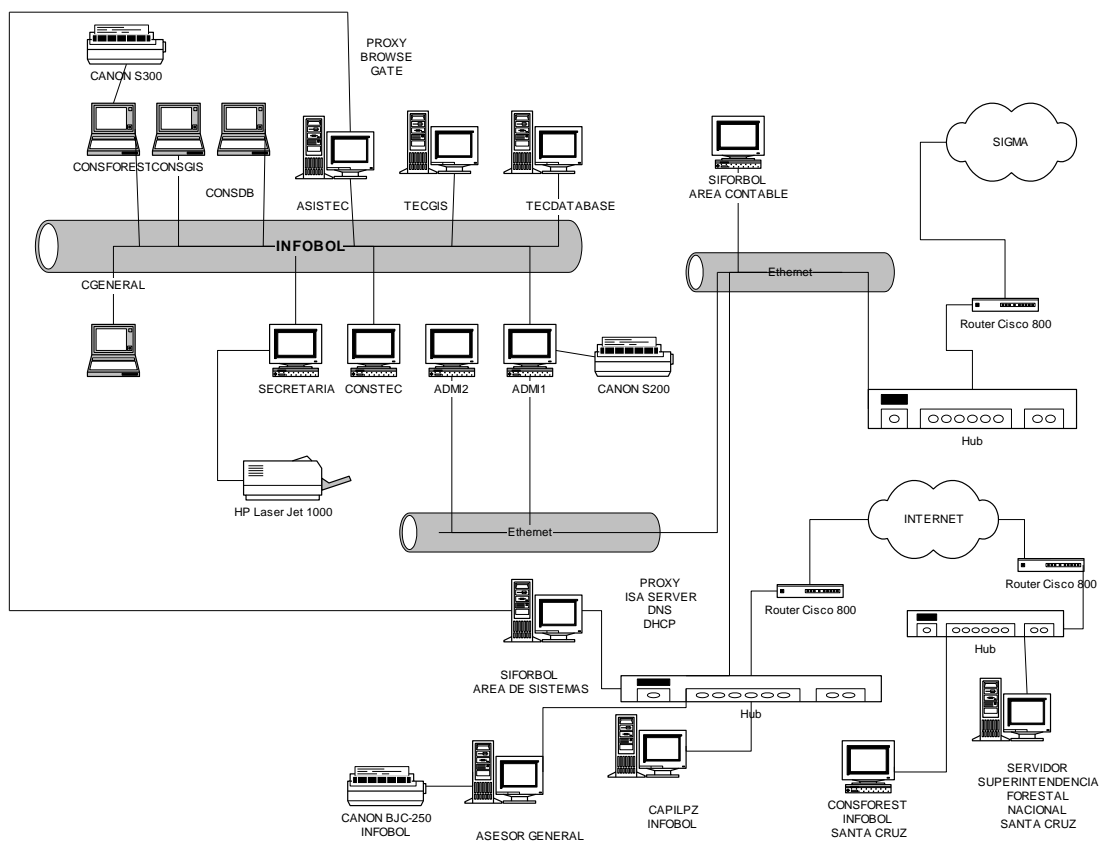 PROXY
BROWSE
GATE
CANON S300
SIGMA
CONSFOREST
CONSGIS
SIFORBOL
AREA CONTABLE
CONSDB
ASISTEC
TECGIS
TECDATABASE
INFOBOL
Ethernet
CGENERAL
Router Cisco 800
SECRETARIA
CONSTEC
ADMI2
ADMI1
CANON S200
Hub
HP Laser Jet 1000
INTERNET
Ethernet
PROXY
ISA SERVER
DNS
DHCP
Router Cisco 800
Router Cisco 800
Hub
SIFORBOL
AREA DE SISTEMAS
Hub
SERVIDOR
SUPERINTENDENCIA
FORESTAL
NACIONAL
SANTA CRUZ
CONSFOREST
INFOBOL
SANTA CRUZ
CAPILPZ
INFOBOL
CANON BJC-250
INFOBOL
ASESOR GENERAL